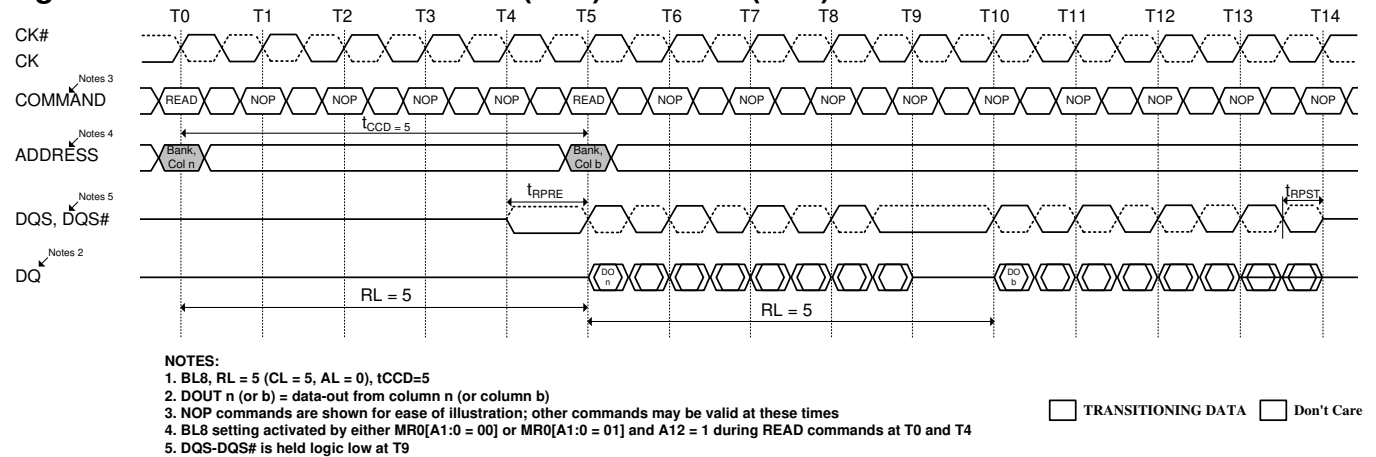 T0 T1 T2 T3 T4 T5 T6 T7 T8 T9 T10 T11 T12 T13 T14
CK#
CK
Notes 3
COMMAND READ NOP NOP NOP NOP READ NOP NOP NOP NOP NOP NOP NOP NOP NOP
tCCD = 5
Notes 4
ADDRESS Bank, Col n Bank, Col b
Notes 5
tRPRE tRPST
DQS, DQS#
Notes 2
DQ DO n DO b
RL = 5
RL = 5
NOTES:
1. BL8, RL = 5 (CL = 5, AL = 0), tCCD=5
2. DOUT n (or b) = data-out from column n (or column b)
3. NOP commands are shown for ease of illustration; other commands may be valid at these times
4. BL8 setting activated by either MR0[A1:0 = 00] or MR0[A1:0 = 01] and A12 = 1 during READ commands at T0 and T4
5. DQS-DQS# is held logic low at T9
TRANSITIONING DATA Don't Care